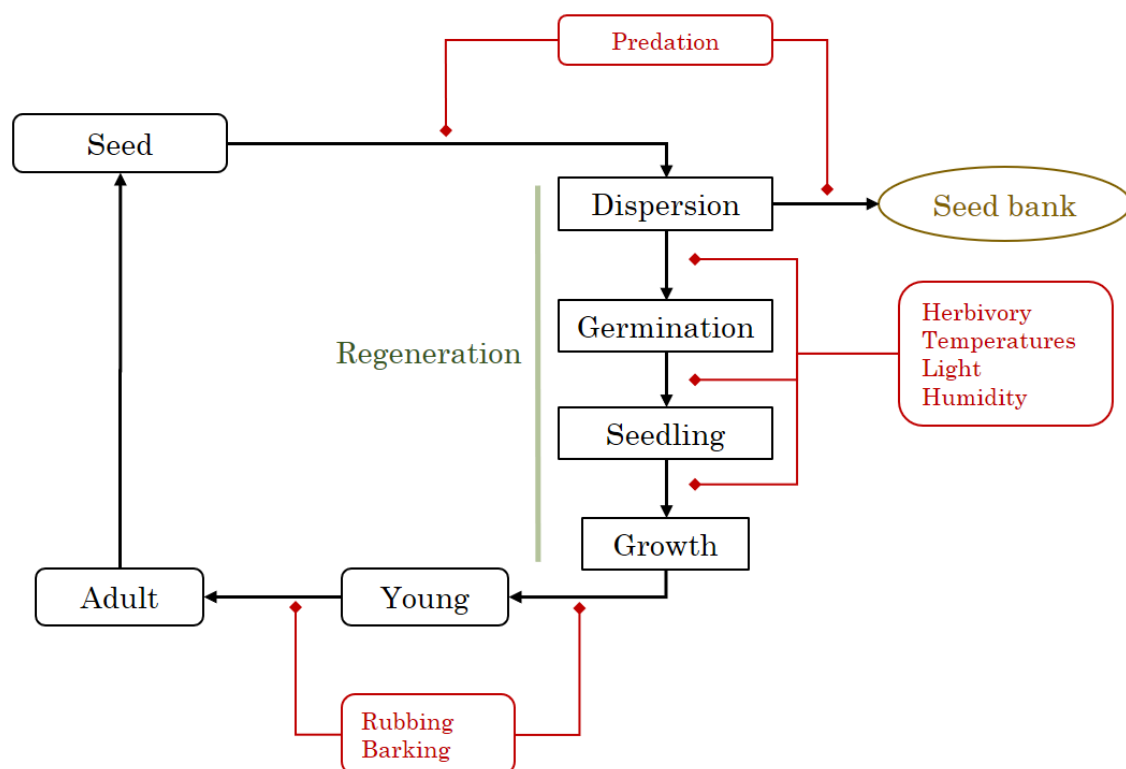 Predation
Seed
Dispersion
Seed bank
Germination
Herbivory
Temperatures
Light
Humidity
Regeneration
Seedling
Growth
Adult
Young
Rubbing
Barking